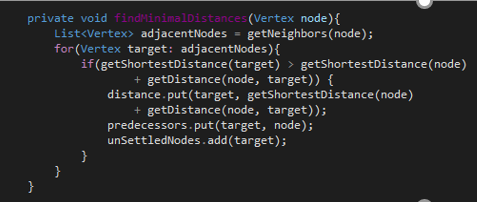 private void findMinimalDistances(Vertex node){
    List<Vertex> adjacentNodes = getNeighbors(node);
    for(Vertex target: adjacentNodes){
        if(getShortestDistance(target) > getShortestDistance(node)
                + getDistance(node, target)) {
            distance.put(target, getShortestDistance(node)
                + getDistance(node, target));
            predecessors.put(target, node);
            unSettledNodes.add(target);
        }
    }
}